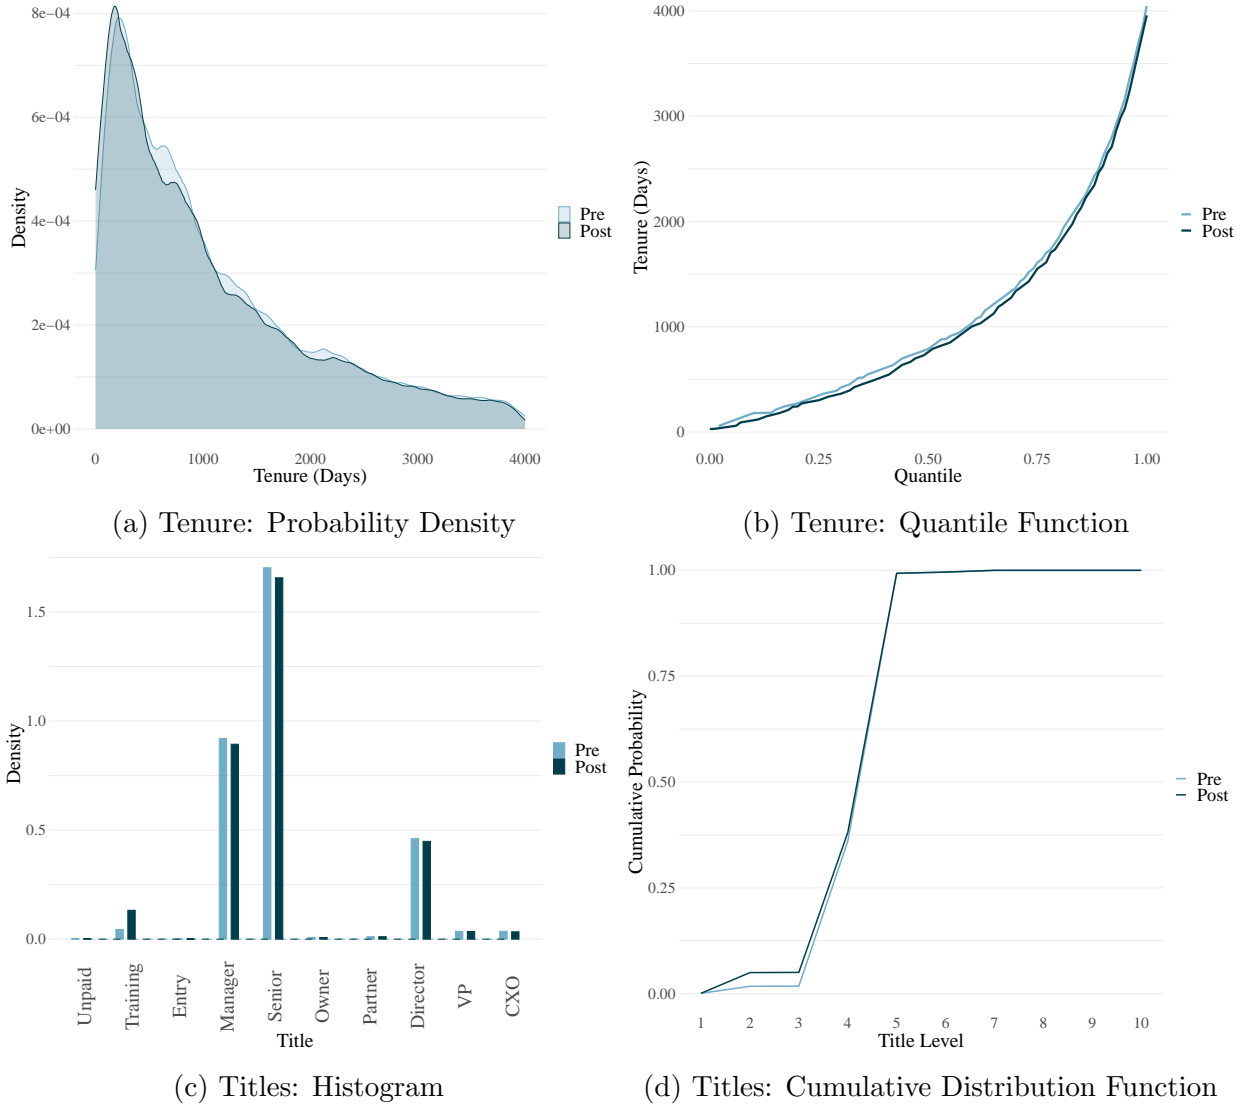 8e−04
6e−04
4e−04
2e−04
0e+00
Density
0
1000
2000
3000
4000
Tenure (Days)
Pre
Post
(a) Tenure: Probability Density
4000
3000
2000
1000
0
Tenure (Days)
0.00
0.25
0.50
0.75
1.00
Quantile
Pre
Post
(b) Tenure: Quantile Function
1.5
1.0
0.5
0.0
Density
Unpaid
Training
Entry
Manager
Senior
Owner
Partner
Director
VP
CXO
Title
Pre
Post
(c) Titles: Histogram
1.00
0.75
0.50
0.25
0.00
Cumulative Probability
1
2
3
4
5
6
7
8
9
10
Title Level
Pre
Post
(d) Titles: Cumulative Distribution Function